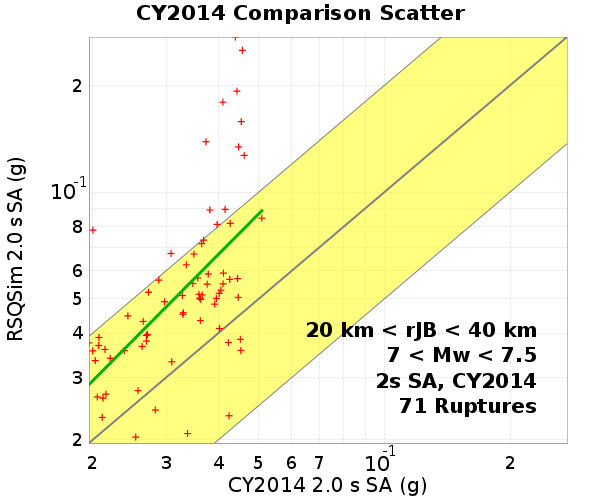 CY2014 Comparison Scatter
RSQSim 2.0 s SA (g)
2
10-1
8
6
5
4
3
2
20 km < rJB < 40 km
7 < Mw < 7.5
2s SA, CY2014
71 Ruptures
2 3 4 5 6 7 10-1 2
CY2014 2.0 s SA (g)